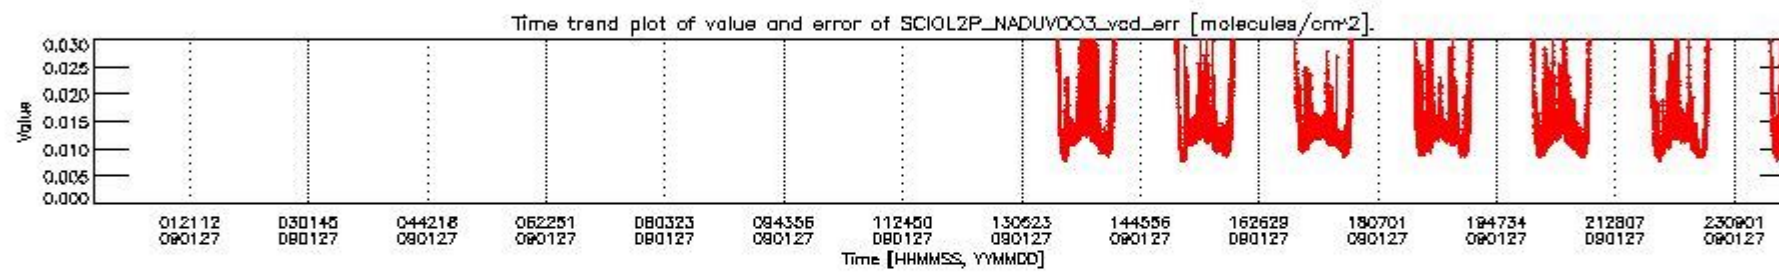 Time trend plot of value and error of SCIOL2P_NADUV0O3_vcd_err [molecules/cm^2].
0.030
0.025
0.020
0.015
0.010
0.005
0.000
Value
012112 030145 044218 062251 080323 094356 112450 130523 144556 162629 180701 194734 212807 230901
090127 090127 090127 090127 090127 090127 090127 090127 090127 090127 090127 090127 090127 090127
Time [HHMMSS, YYMMDD]